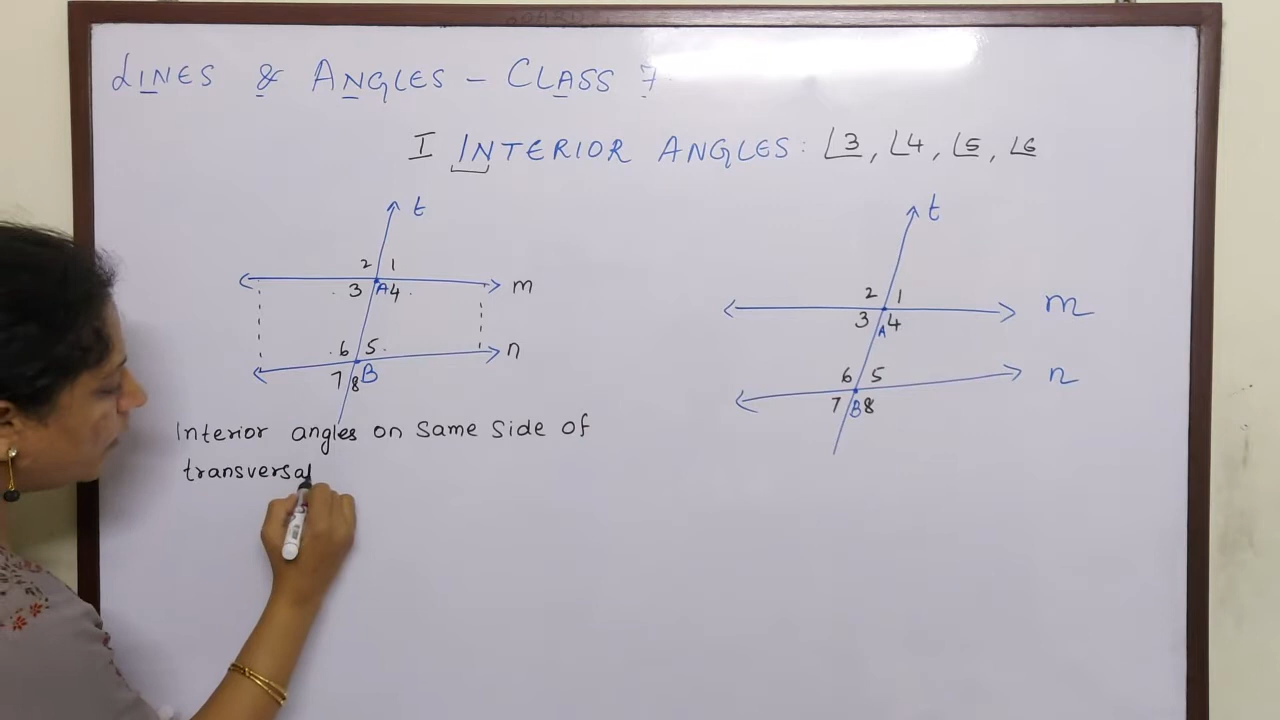 LINES & ANGLES - CLASS 7
I INTERIOR ANGLES: ∠3, ∠4, ∠5, ∠6
t
2 1
3 A 4 m
6 5 n
7 8 B
Interior angles on same side of
transversal
t
2 1
3 4 m
A
6 5 n
7 B 8